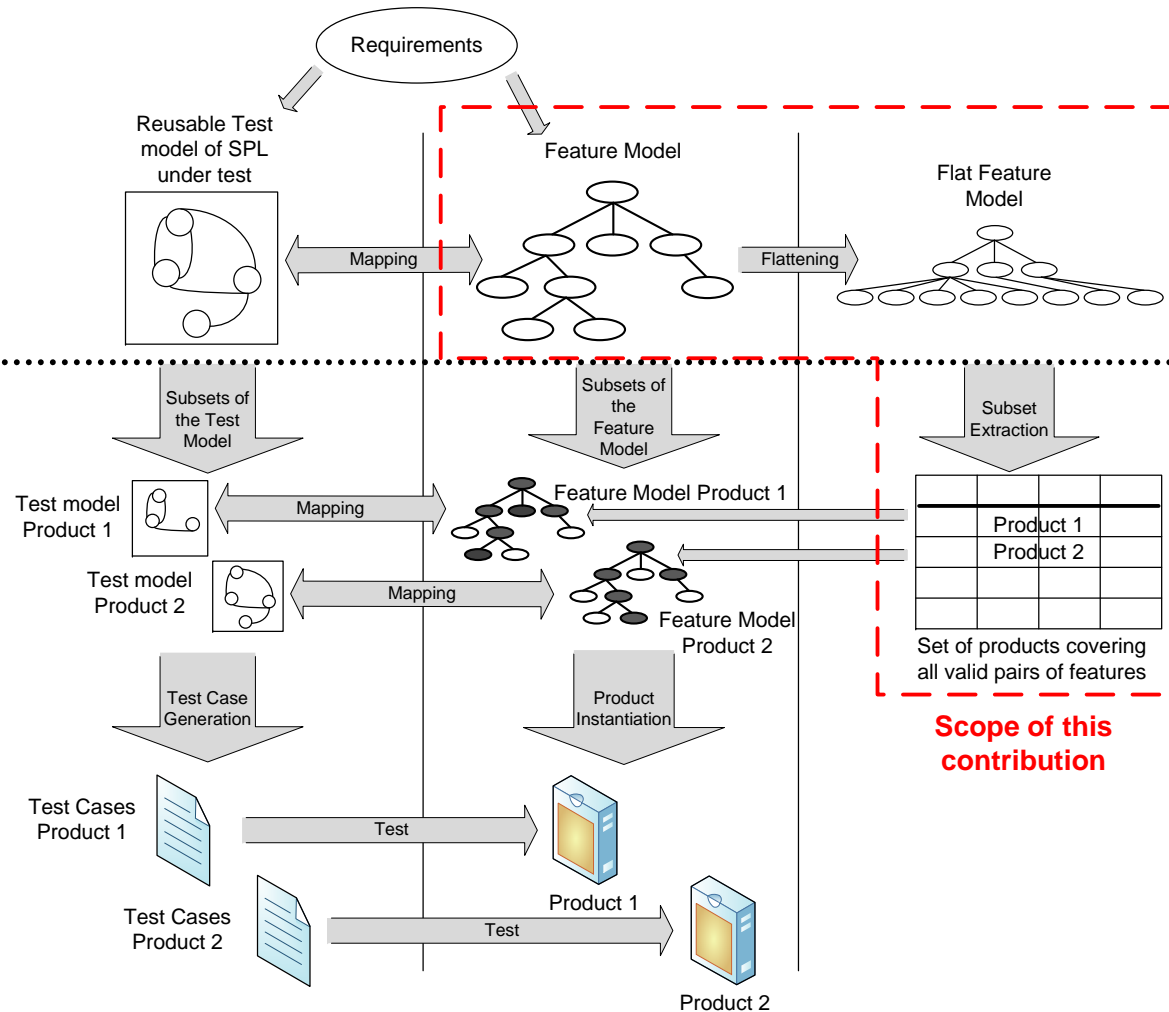 Requirements
Reusable Test
model of SPL
under test
Feature Model
Flat Feature
Model
Mapping
Flattening
Subsets of
the Test
Model
Subsets of
the
Feature
Model
Subset
Extraction
Test model
Product 1
Mapping
Feature Model Product 1
Product 1
Product 2
Test model
Product 2
Mapping
Feature Model
Product 2
Set of products covering
all valid pairs of features
Test Case
Generation
Product
Instantiation
Scope of this
contribution
Test Cases
Product 1
Test
Product 1
Test Cases
Product 2
Test
Product 2